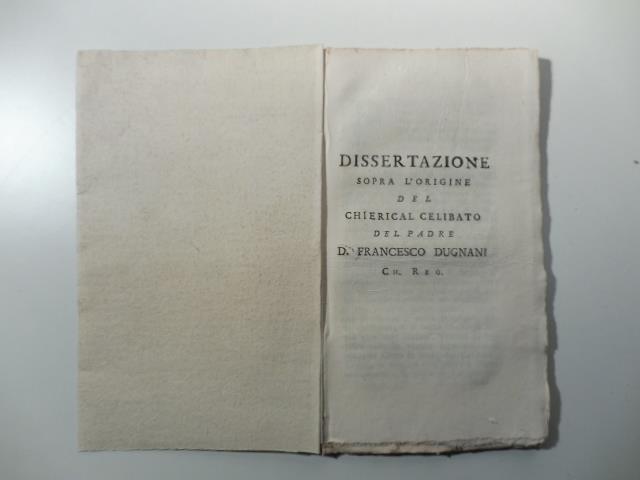 DISSERTAZIONE
SOPRA L'ORIGINE
DEL
CHIERICAL CELIBATO
DEL PADRE
D. FRANCESCO DUGNANI
CH. REG.